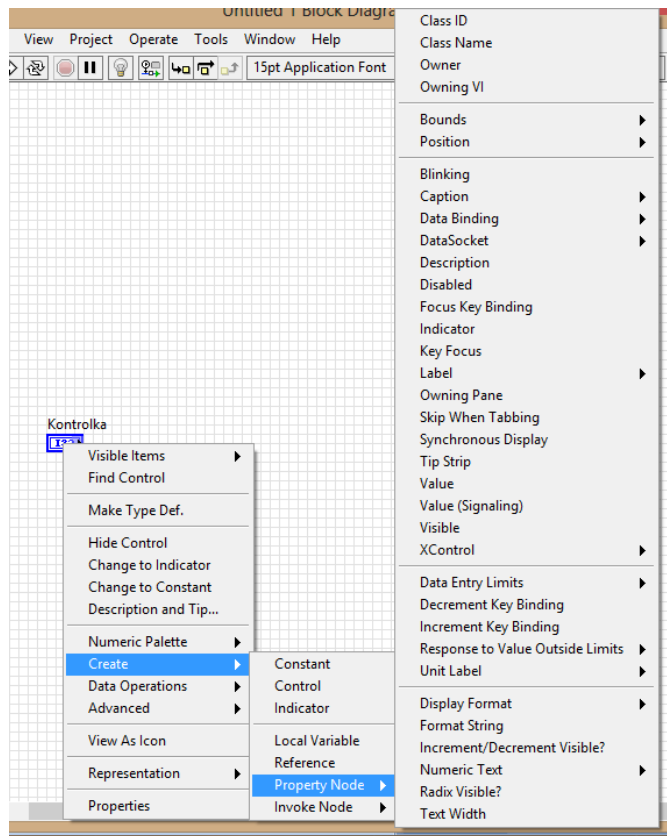 Untitled 1 Block Diagra
View Project Operate Tools Window Help
15pt Application Font
Kontrolka
I32
Visible Items
Find Control
Make Type Def.
Hide Control
Change to Indicator
Change to Constant
Description and Tip...
Numeric Palette
Create
Data Operations
Advanced
View As Icon
Representation
Properties
Constant
Control
Indicator
Local Variable
Reference
Property Node
Invoke Node
Class ID
Class Name
Owner
Owning VI
Bounds
Position
Blinking
Caption
Data Binding
DataSocket
Description
Disabled
Focus Key Binding
Indicator
Key Focus
Label
Owning Pane
Skip When Tabbing
Synchronous Display
Tip Strip
Value
Value (Signaling)
Visible
XControl
Data Entry Limits
Decrement Key Binding
Increment Key Binding
Response to Value Outside Limits
Unit Label
Display Format
Format String
Increment/Decrement Visible?
Numeric Text
Radix Visible?
Text Width